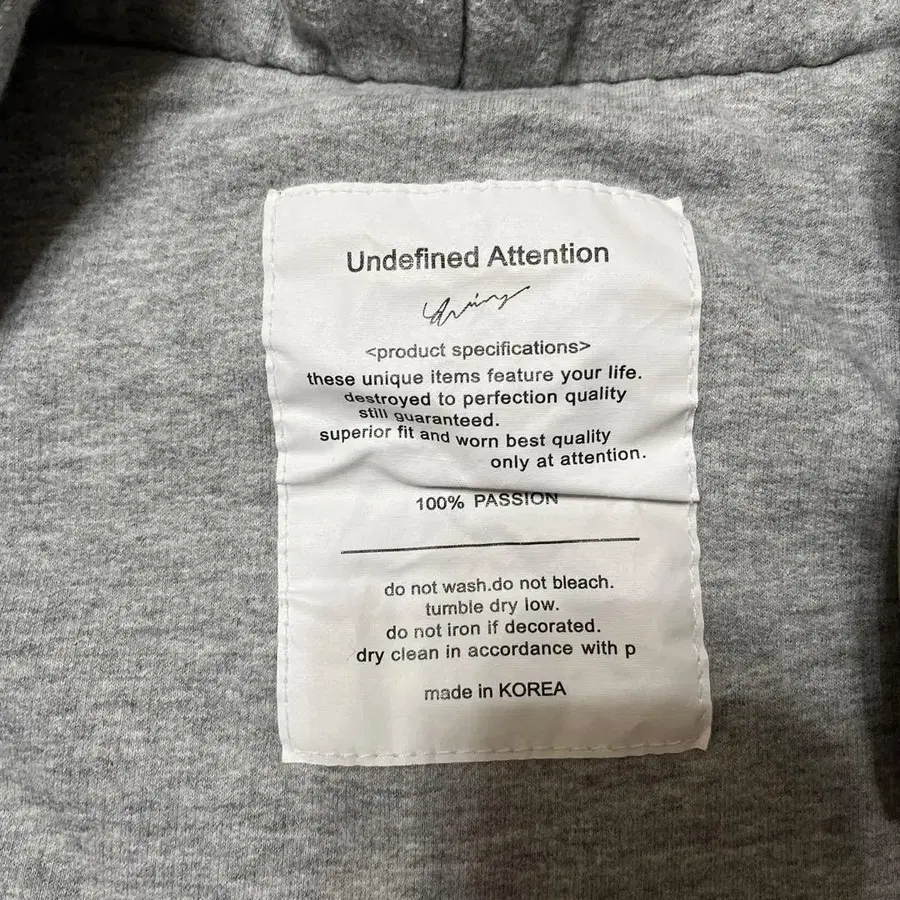 Undefined Attention
<product specifications>
these unique items feature your life.
destroyed to perfection quality
still guaranteed.
superior fit and worn best quality
only at attention.
100% PASSION
do not wash.do not bleach.
tumble dry low.
do not iron if decorated.
dry clean in accordance with p
made in KOREA